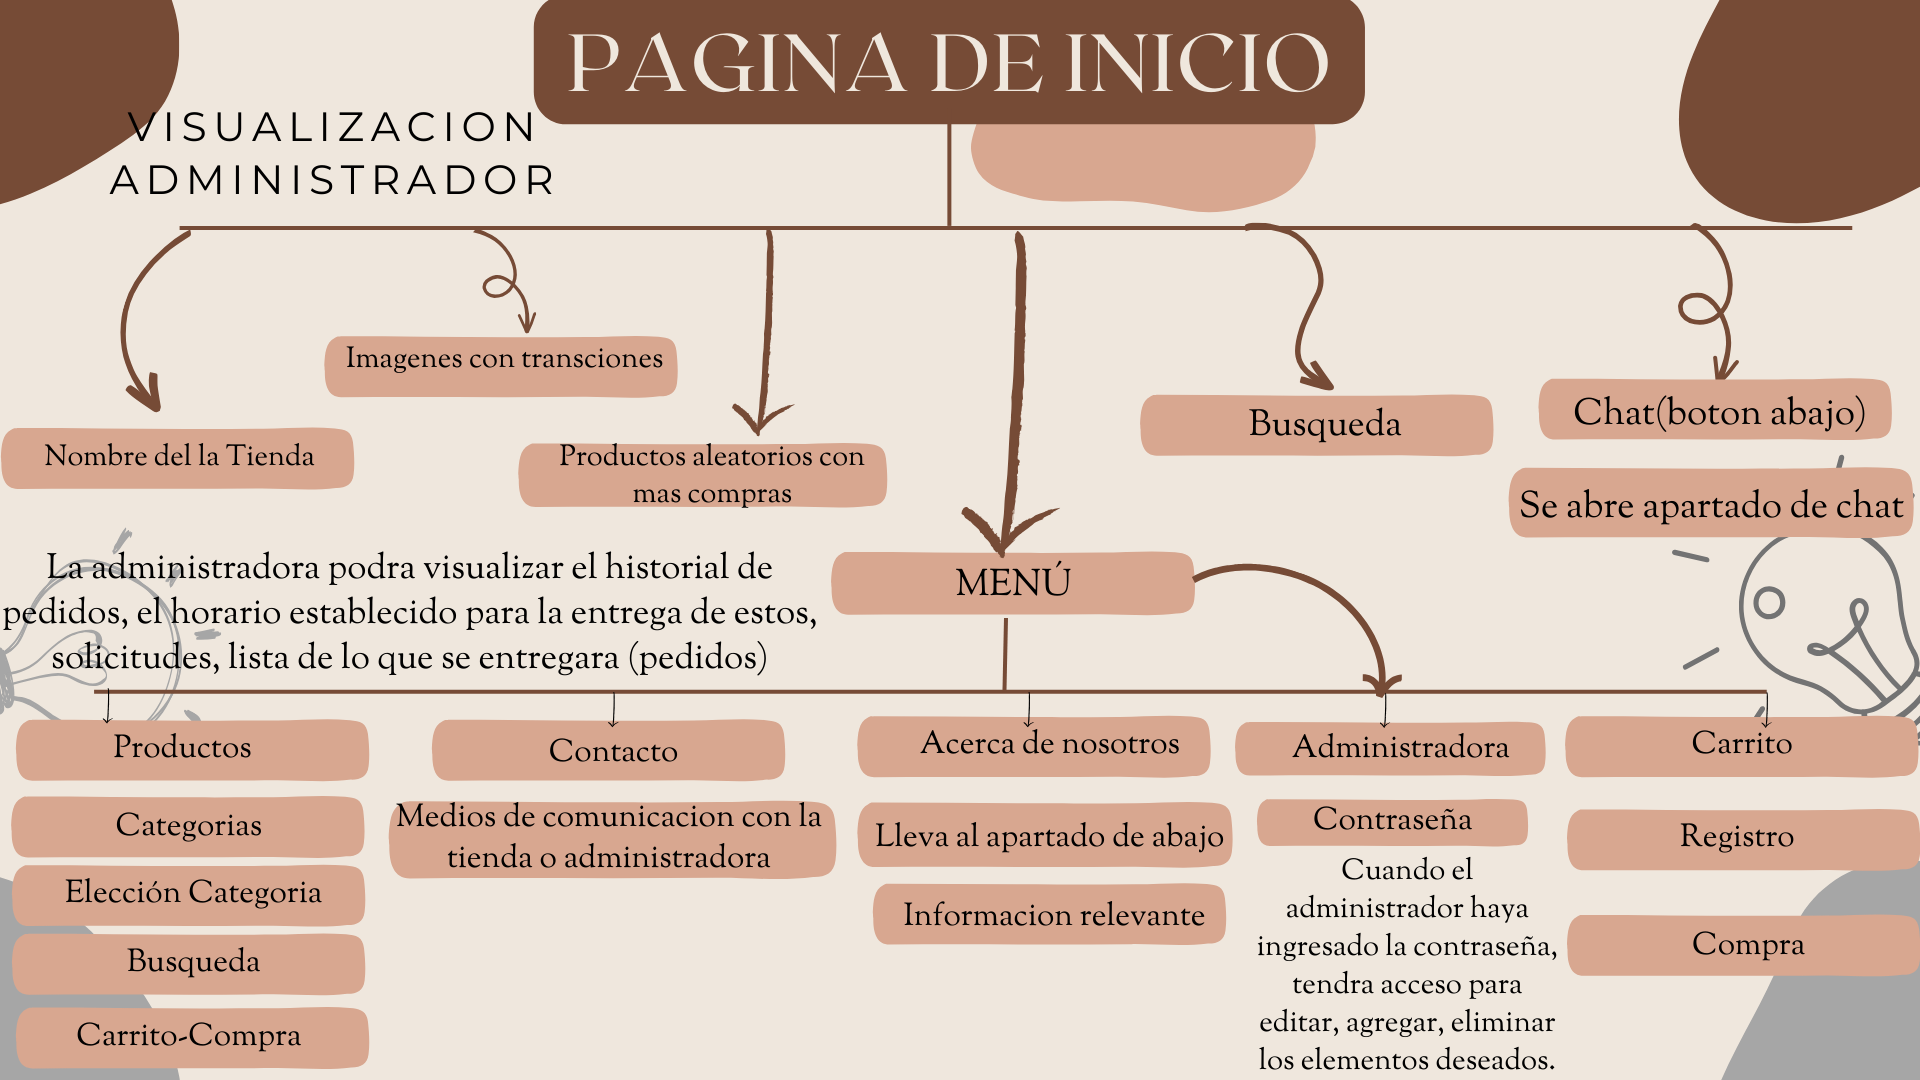 PAGINA DE INICIO
VISUALIZACION
ADMINISTRADOR
Imagenes con transciones
Nombre del la Tienda
Productos aleatorios con
mas compras
Busqueda
Chat(boton abajo)
Se abre apartado de chat
La administradora podra visualizar el historial de
pedidos, el horario establecido para la entrega de estos,
solicitudes, lista de lo que se entregara (pedidos)
MENÚ
Productos
Categorias
Elección Categoria
Busqueda
Carrito-Compra
Contacto
Medios de comunicacion con la
tienda o administradora
Acerca de nosotros
Lleva al apartado de abajo
Informacion relevante
Administradora
Contraseña
Cuando el
administrador haya
ingresado la contraseña,
tendra acceso para
editar, agregar, eliminar
los elementos deseados.
Carrito
Registro
Compra